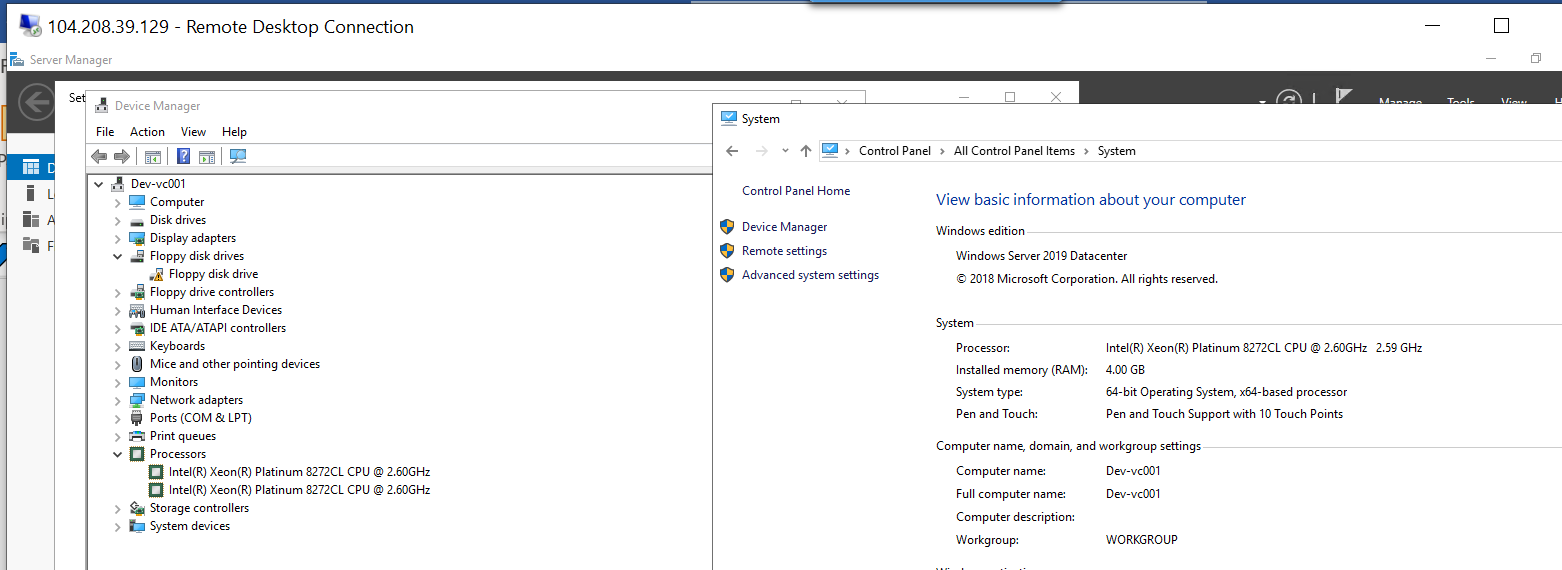 104.208.39.129 - Remote Desktop Connection
Server Manager
Set
Device Manager
File Action View Help
Dev-vc001
Computer
Disk drives
Display adapters
Floppy disk drives
Floppy disk drive
Floppy drive controllers
Human Interface Devices
IDE ATA/ATAPI controllers
Keyboards
Mice and other pointing devices
Monitors
Network adapters
Ports (COM & LPT)
Print queues
Processors
Intel(R) Xeon(R) Platinum 8272CL CPU @ 2.60GHz
Intel(R) Xeon(R) Platinum 8272CL CPU @ 2.60GHz
Storage controllers
System devices
Manage Tools View
System
Control Panel > All Control Panel Items > System
Control Panel Home
Device Manager
Remote settings
Advanced system settings
View basic information about your computer
Windows edition
Windows Server 2019 Datacenter
© 2018 Microsoft Corporation. All rights reserved.
System
Processor: Intel(R) Xeon(R) Platinum 8272CL CPU @ 2.60GHz 2.59 GHz
Installed memory (RAM): 4.00 GB
System type: 64-bit Operating System, x64-based processor
Pen and Touch: Pen and Touch Support with 10 Touch Points
Computer name, domain, and workgroup settings
Computer name: Dev-vc001
Full computer name: Dev-vc001
Computer description:
Workgroup: WORKGROUP